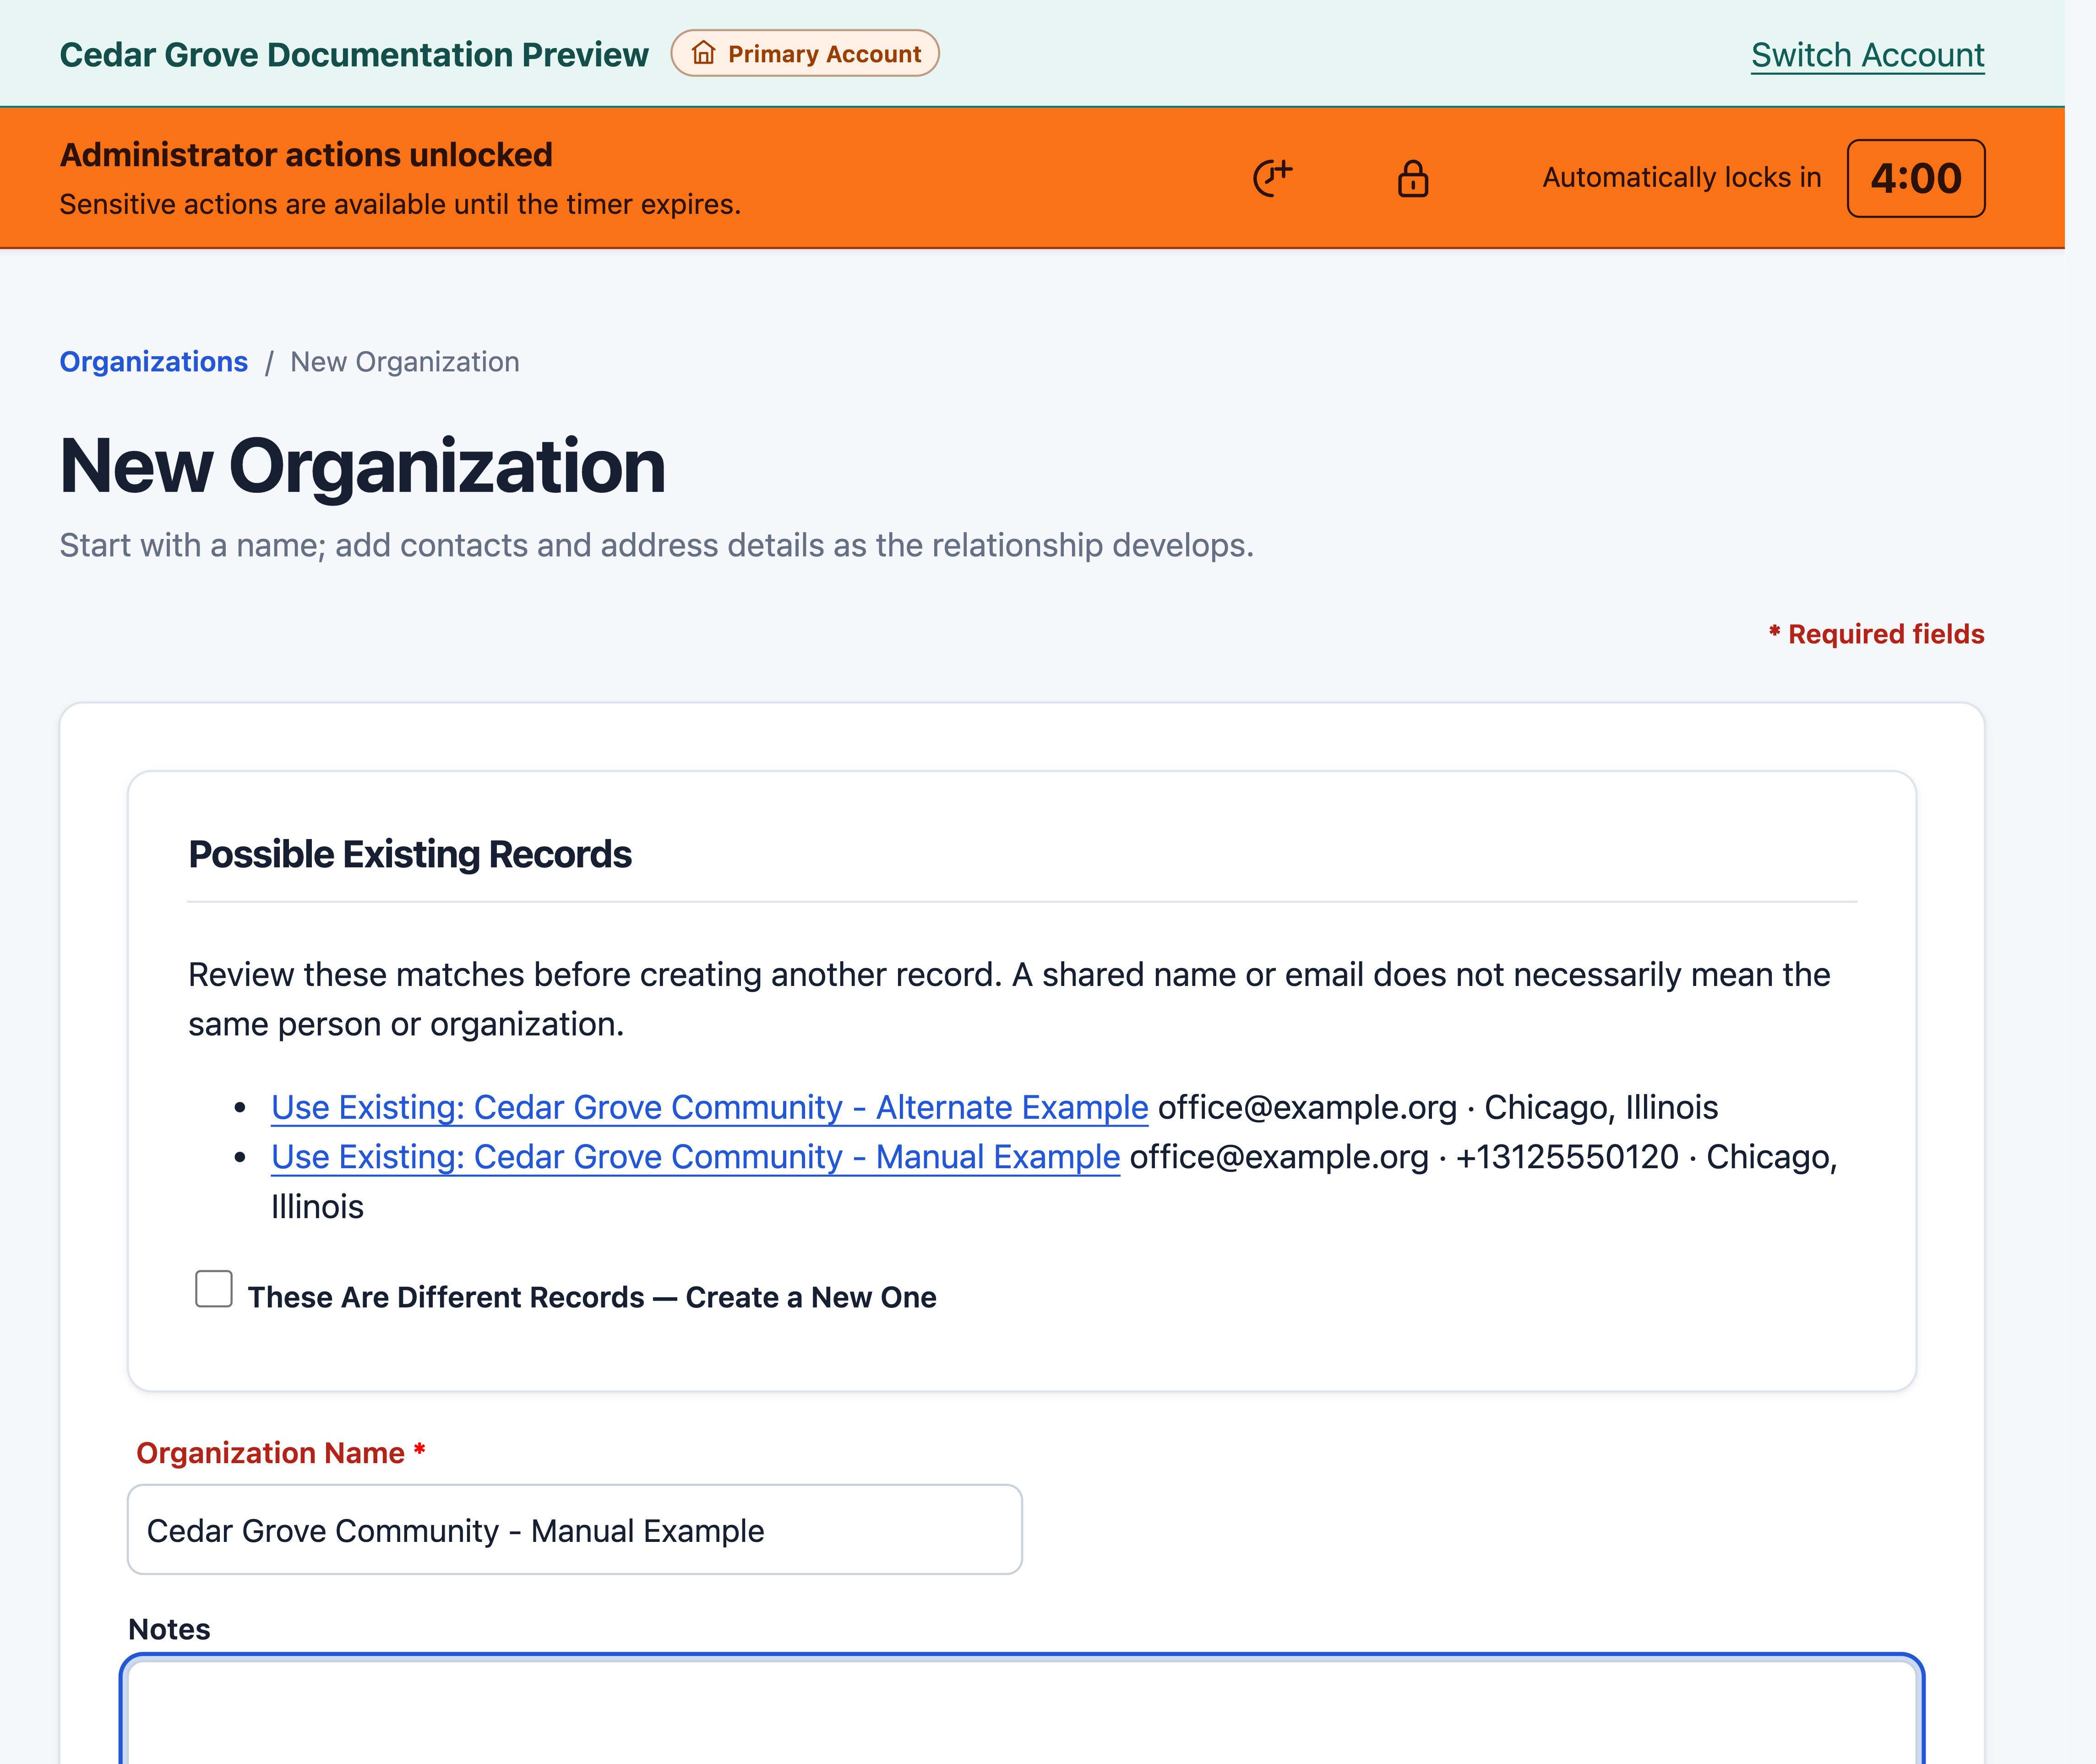 Cedar Grove Documentation Preview Primary Account Switch Account
Administrator actions unlocked
Sensitive actions are available until the timer expires.
Automatically locks in 4:00
Organizations / New Organization
New Organization
Start with a name; add contacts and address details as the relationship develops.
* Required fields
Possible Existing Records
Review these matches before creating another record. A shared name or email does not necessarily mean the
same person or organization.
• Use Existing: Cedar Grove Community - Alternate Example office@example.org · Chicago, Illinois
• Use Existing: Cedar Grove Community - Manual Example office@example.org · +13125550120 · Chicago,
Illinois
These Are Different Records — Create a New One
Organization Name *
Cedar Grove Community - Manual Example
Notes